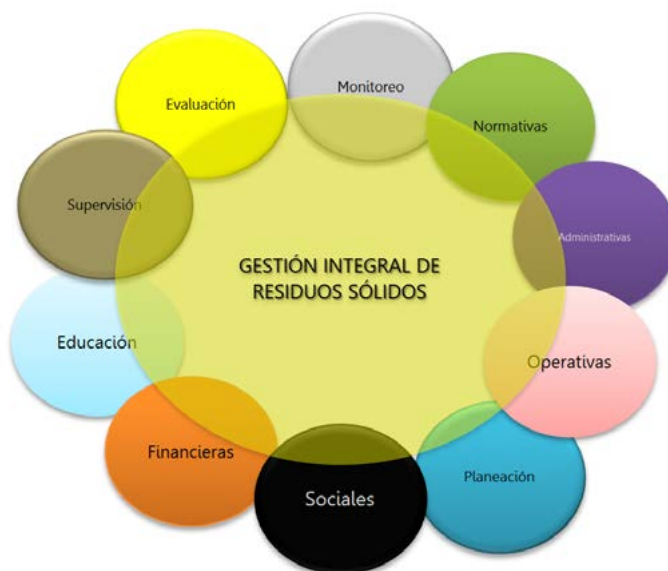 Monitoreo
Evaluación
Normativas
Supervisión
Administrativas
GESTIÓN INTEGRAL DE
RESIDUOS SÓLIDOS
Educación
Operativas
Financieras
Planeación
Sociales